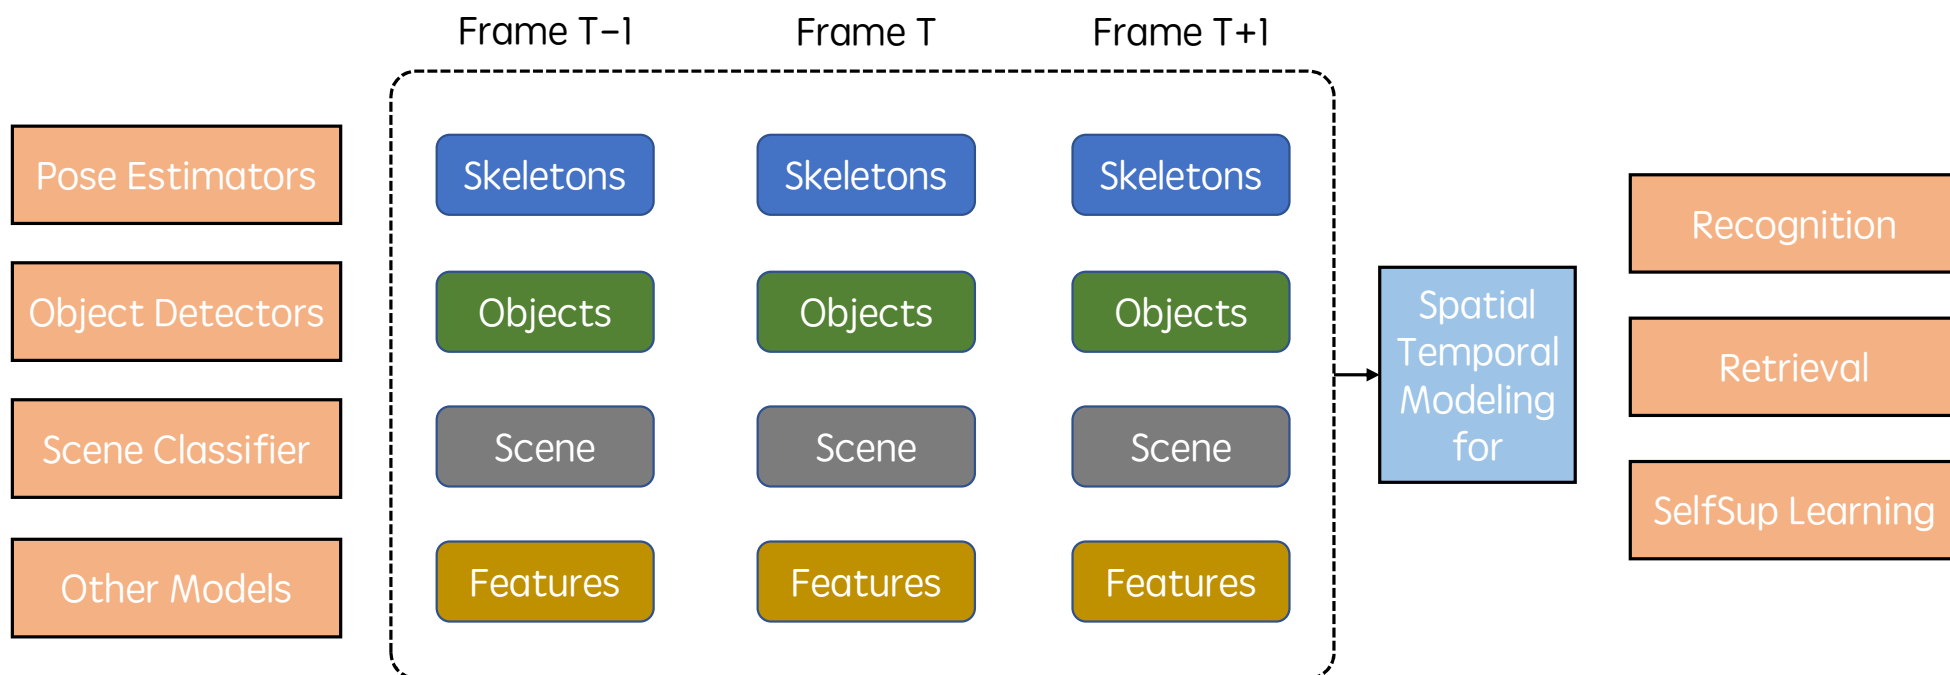 Frame T-1 Frame T Frame T+1
Pose Estimators Skeletons Skeletons Skeletons
Recognition
Object Detectors Objects Objects Objects
Spatial
Temporal
Modeling
for
Retrieval
Scene Classifier Scene Scene Scene
SelfSup Learning
Other Models Features Features Features